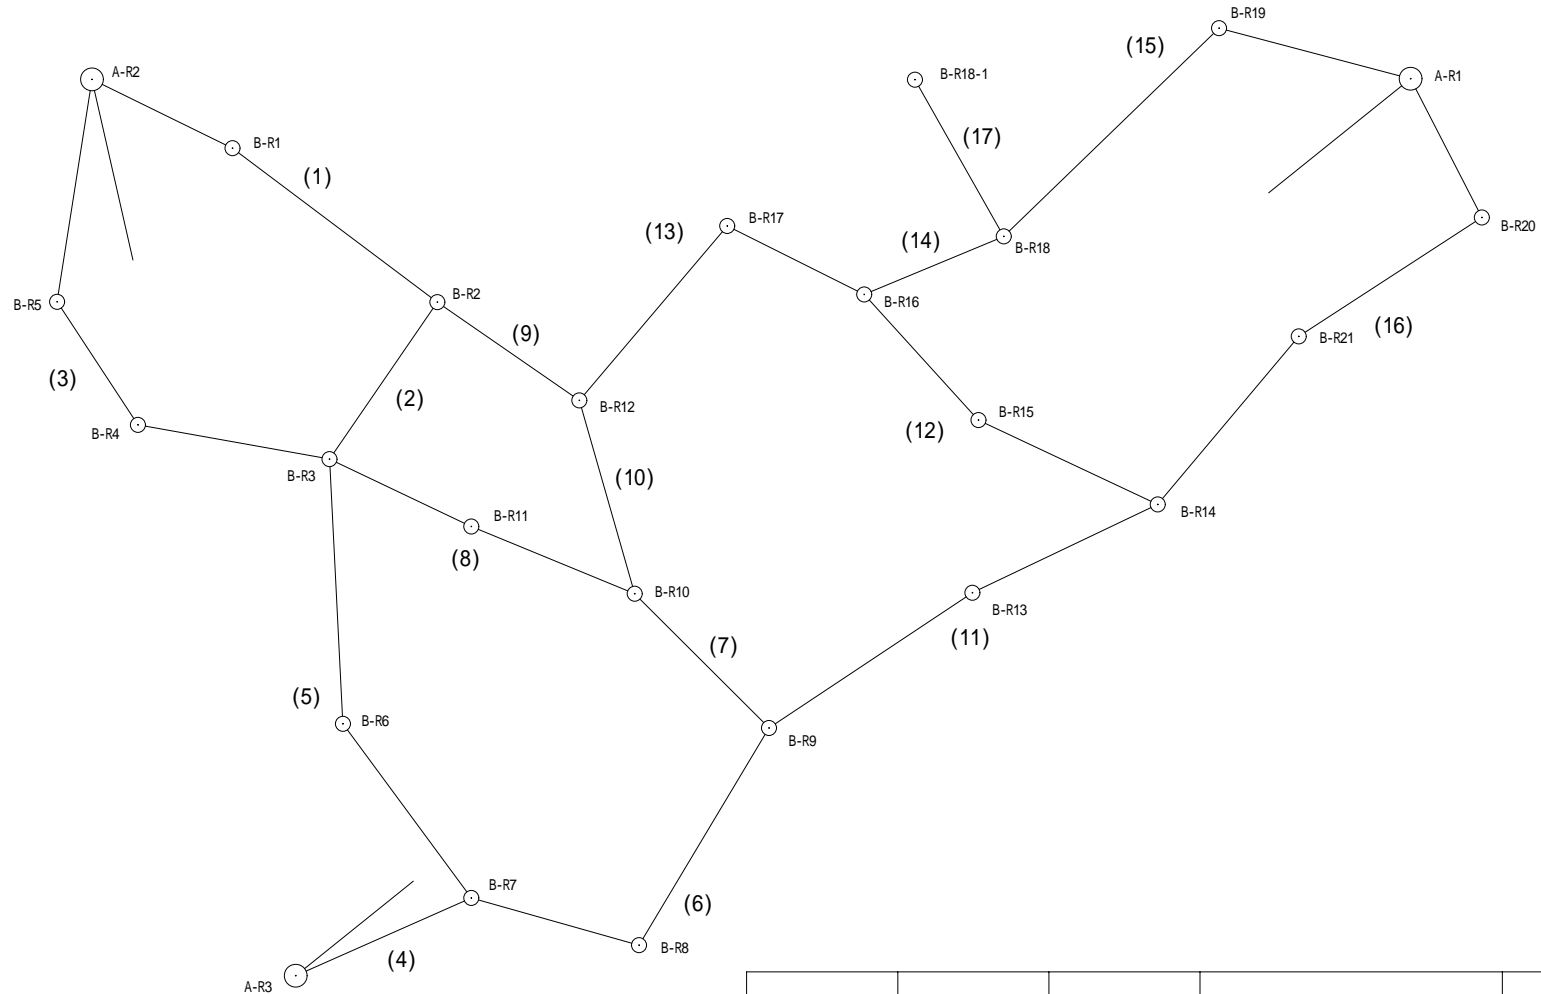 B-R19
(15)
A-R2
B-R18-1
A-R1
(17)
B-R1
(1)
B-R17
(13)
(14)
B-R18
B-R20
B-R2
B-R5
B-R16
(9)
B-R21
(16)
(3)
(2)
B-R12
B-R15
B-R4
(12)
B-R3
(10)
B-R11
B-R14
(8)
B-R10
B-R13
(7)
(11)
(5)
B-R6
B-R9
B-R7
(6)
B-R8
(4)
A-R3